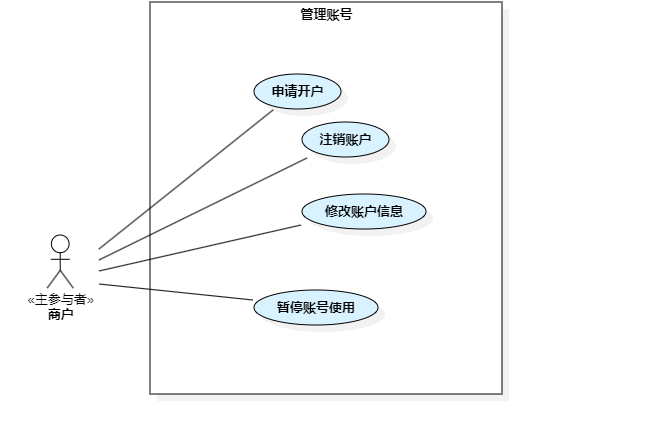 管理账号
申请开户
注销账户
修改账户信息
暂停账号使用
«主参与者»
商户